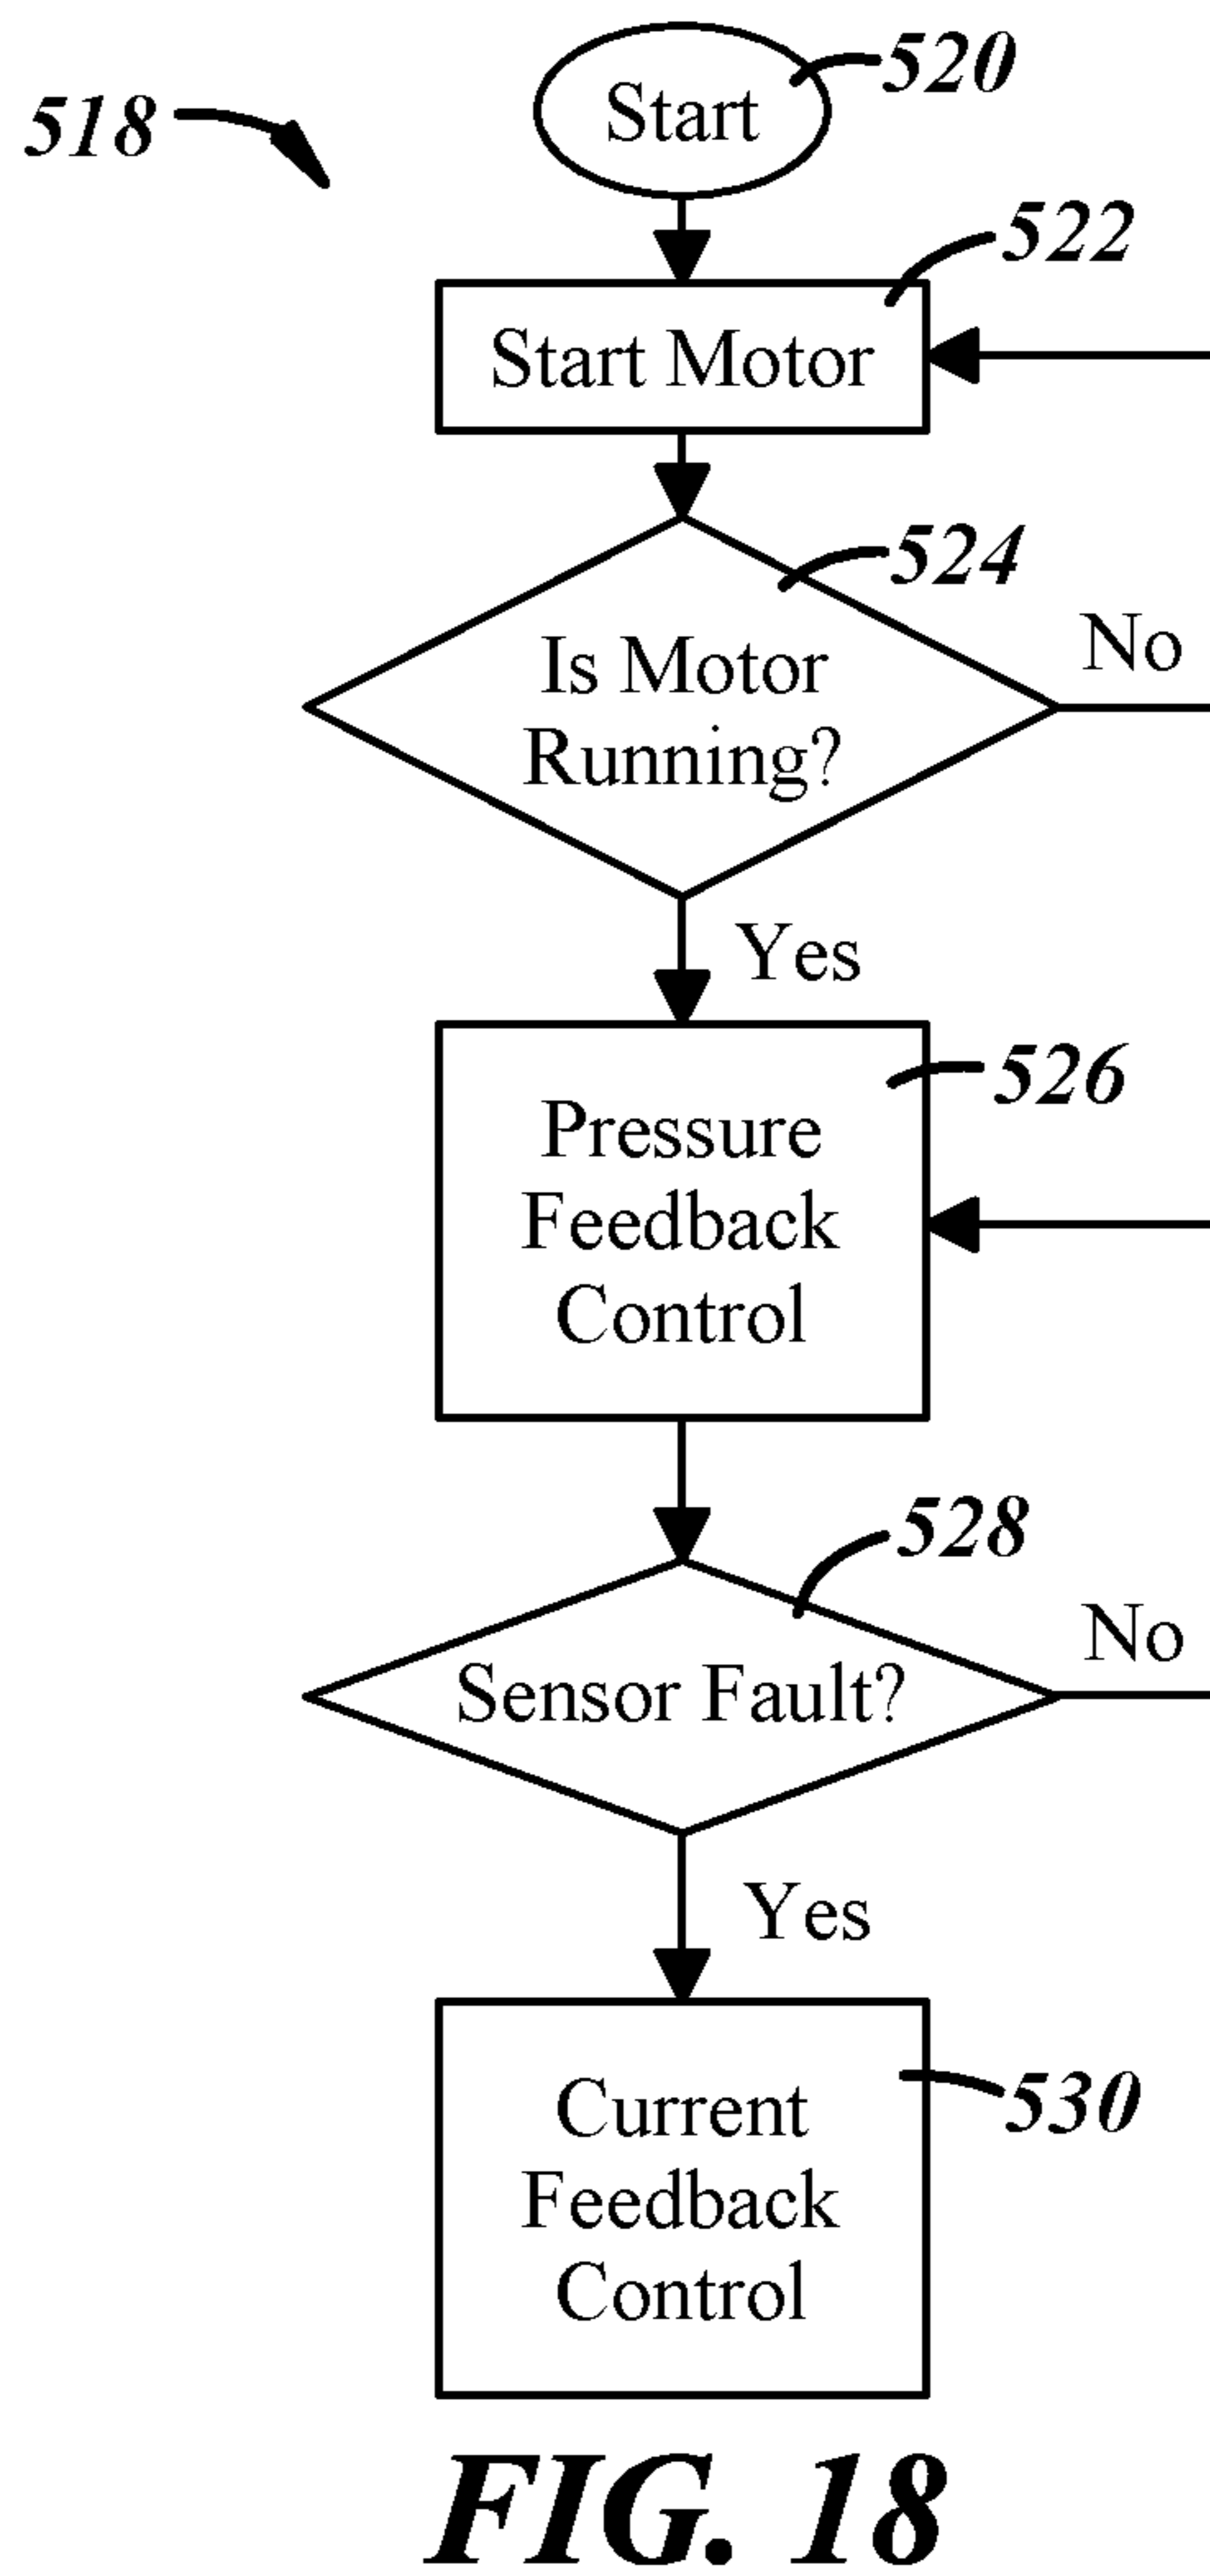 520
Start
518
522
Start Motor
524
No
Is Motor
Running?
Yes
526
Pressure
Feedback
Control
528
No
Sensor Fault?
Yes
530
Current
Feedback
Control
FIG. 18